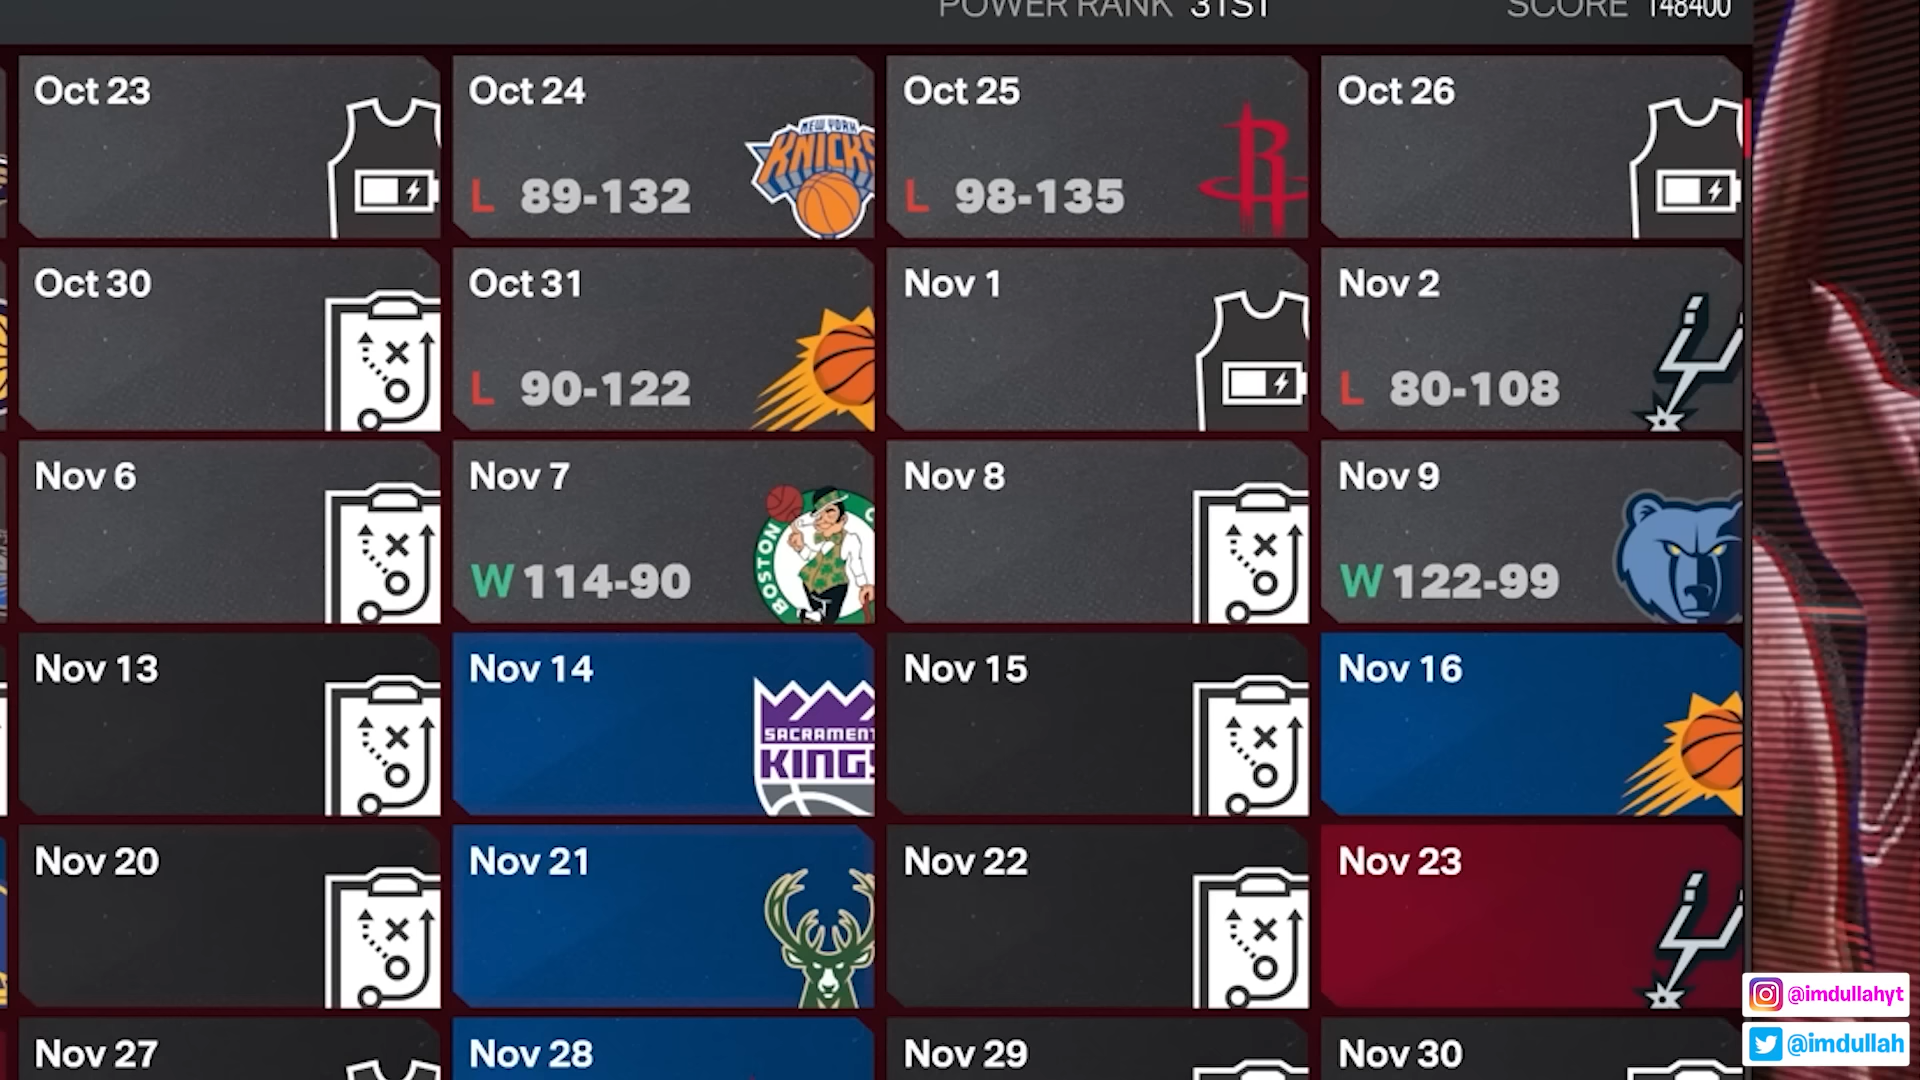 POWER RANK 31ST SCORE 148400
Oct 23 Oct 24 Oct 25 Oct 26
NEW YORK
KNICKS
L 89-132 L 98-135
Oct 30 Oct 31 Nov 1 Nov 2
L 90-122 L 80-108
Nov 6 Nov 7 Nov 8 Nov 9
BOSTON
W 114-90 W 122-99
Nov 13 Nov 14 Nov 15 Nov 16
SACRAMENT
KINGS
Nov 20 Nov 21 Nov 22 Nov 23
@imdullahyt
Nov 27 Nov 28 Nov 29 Nov 30
@imdullah